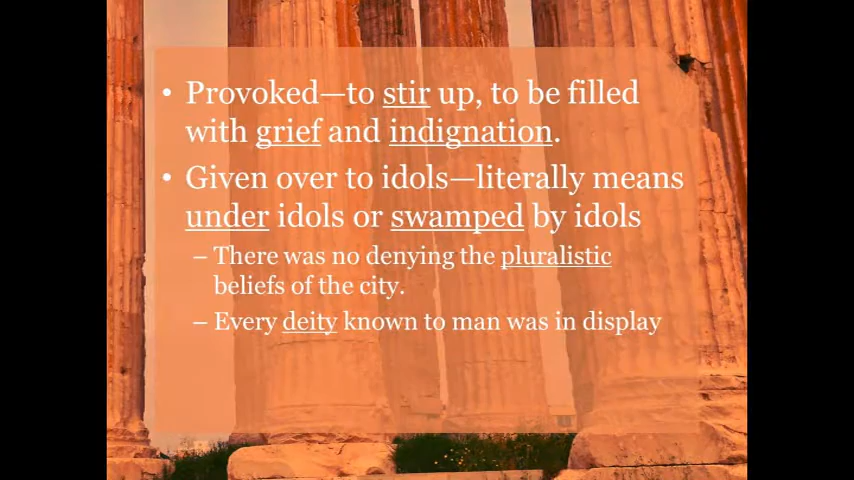 • Provoked—to stir up, to be filled
with grief and indignation.
• Given over to idols—literally means
under idols or swamped by idols
– There was no denying the pluralistic
beliefs of the city.
– Every deity known to man was in display